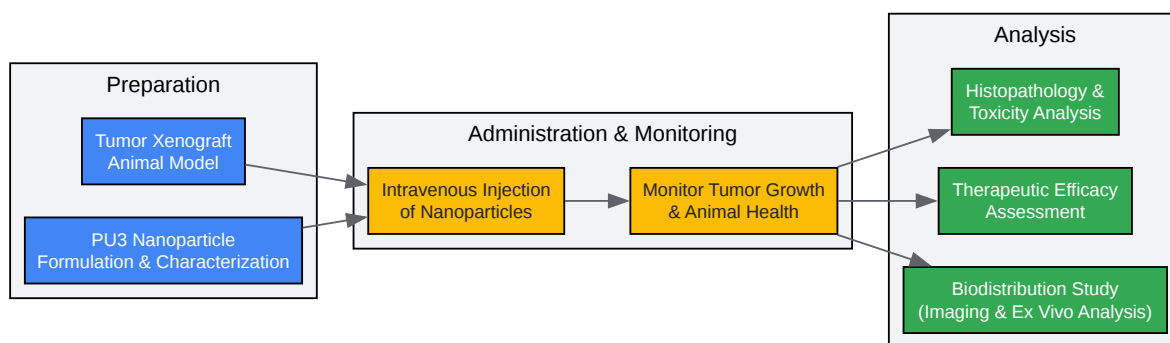 Preparation
Tumor Xenograft
Animal Model
PU3 Nanoparticle
Formulation & Characterization
Administration & Monitoring
Intravenous Injection
of Nanoparticles
Monitor Tumor Growth
& Animal Health
Analysis
Histopathology &
Toxicity Analysis
Therapeutic Efficacy
Assessment
Biodistribution Study
(Imaging & Ex Vivo Analysis)